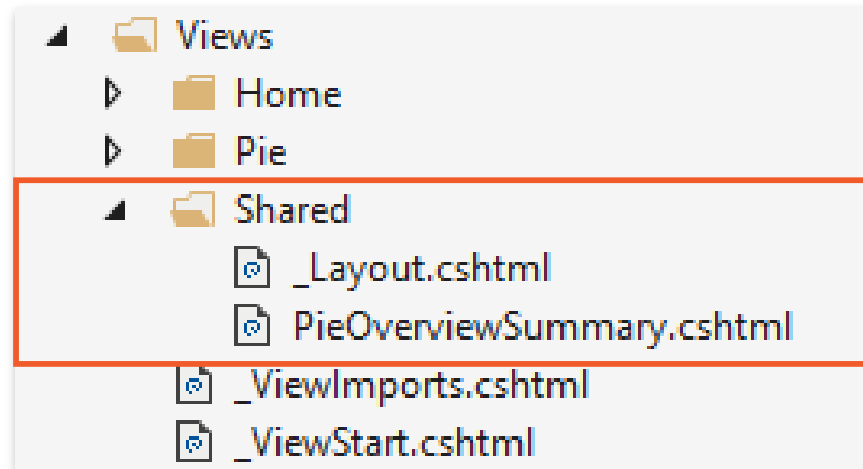 Views
Home
Pie
Shared
_Layout.cshtml
PieOverviewSummary.cshtml
_ViewImports.cshtml
_ViewStart.cshtml